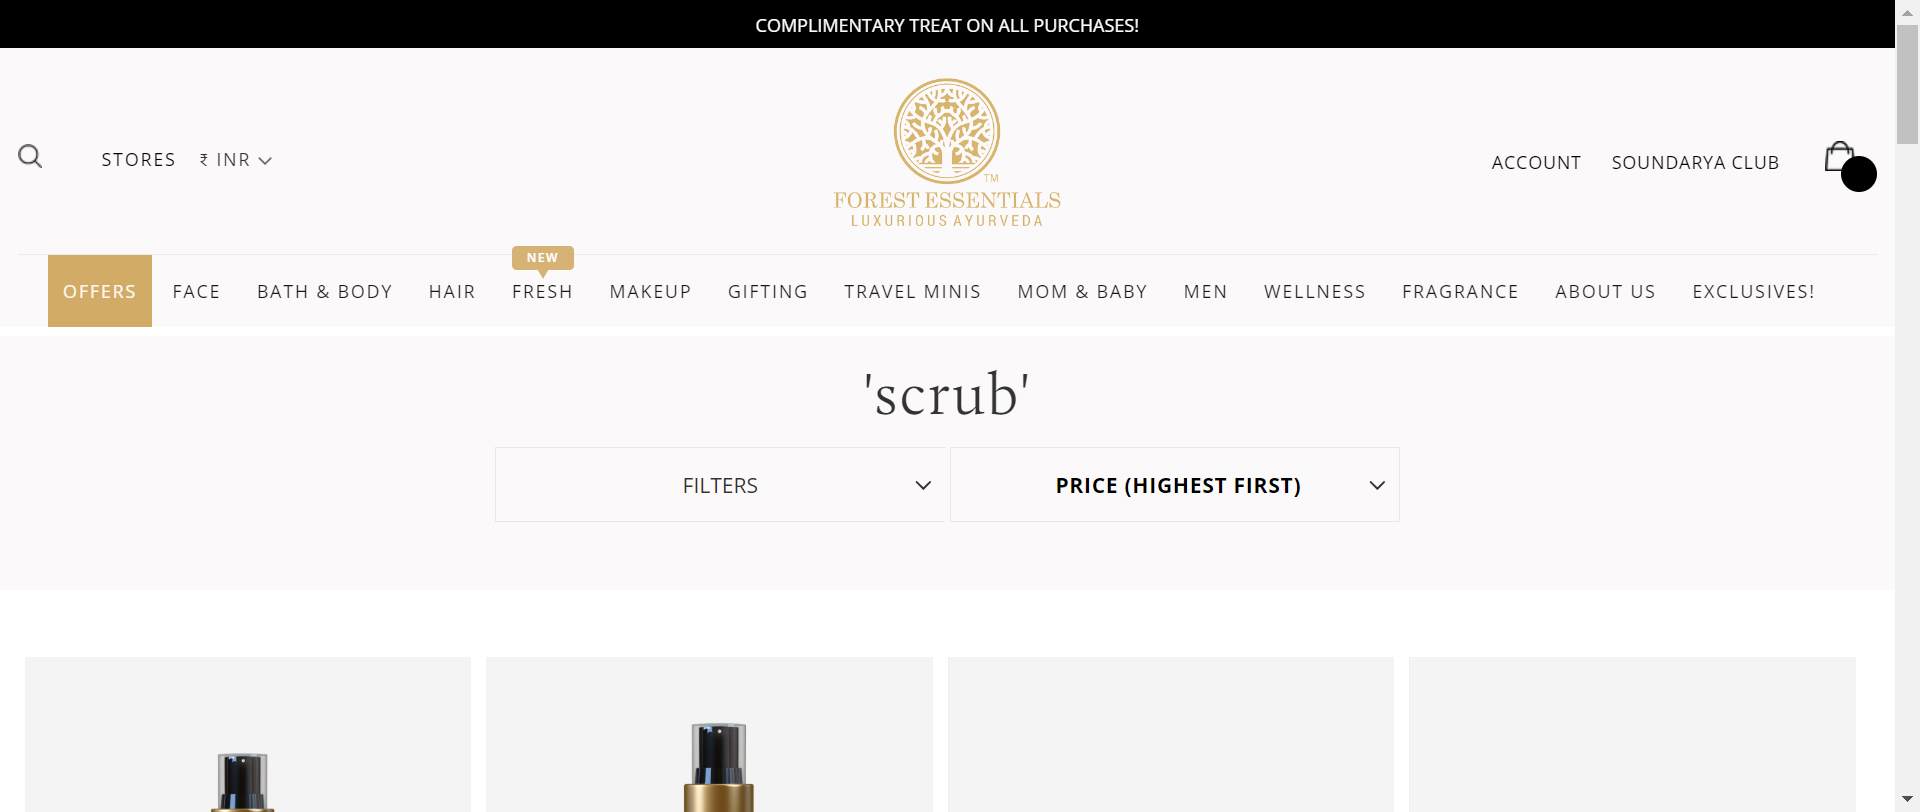 COMPLIMENTARY TREAT ON ALL PURCHASES!
STORES ₹ INR
TM
FOREST ESSENTIALS
LUXURIOUS AYURVEDA
ACCOUNT SOUNDARYA CLUB
NEW
OFFERS FACE BATH & BODY HAIR FRESH MAKEUP GIFTING TRAVEL MINIS MOM & BABY MEN WELLNESS FRAGRANCE ABOUT US EXCLUSIVES!
'scrub'
FILTERS PRICE (HIGHEST FIRST)